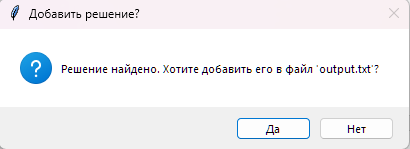 Добавить решение?
Решение найдено. Хотите добавить его в файл 'output.txt'?
Да
Нет